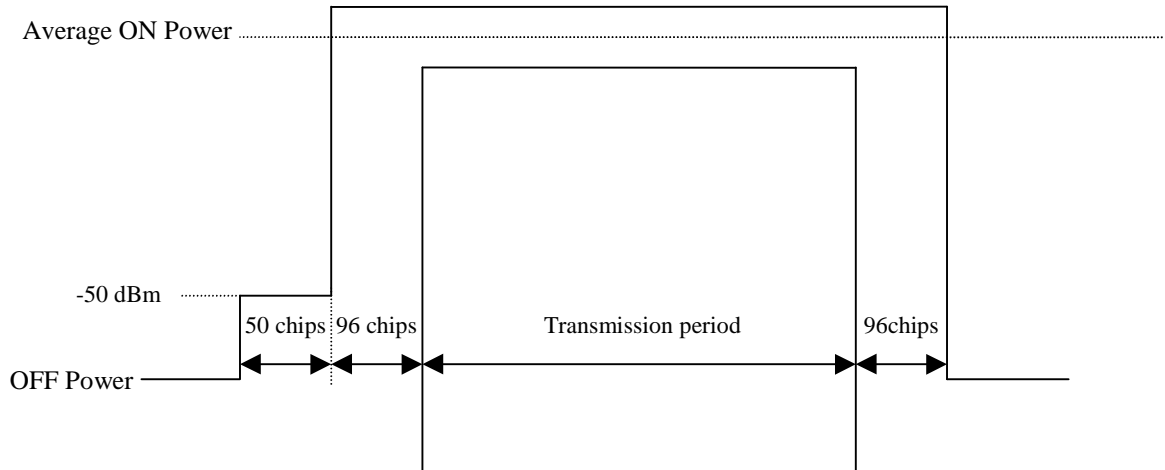 Average ON Power
-50 dBm
50 chips
96 chips
Transmission period
96chips
OFF Power